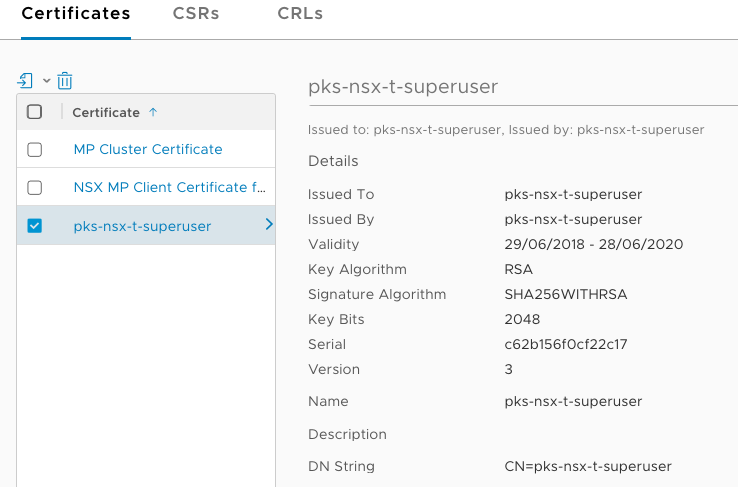 Certificates CSRs CRLs
Certificate
MP Cluster Certificate
NSX MP Client Certificate f...
pks-nsx-t-superuser
pks-nsx-t-superuser
Issued to: pks-nsx-t-superuser, Issued by: pks-nsx-t-superuser
Details
Issued To pks-nsx-t-superuser
Issued By pks-nsx-t-superuser
Validity 29/06/2018 - 28/06/2020
Key Algorithm RSA
Signature Algorithm SHA256WITHRSA
Key Bits 2048
Serial c62b156f0cf22c17
Version 3
Name pks-nsx-t-superuser
Description
DN String CN=pks-nsx-t-superuser